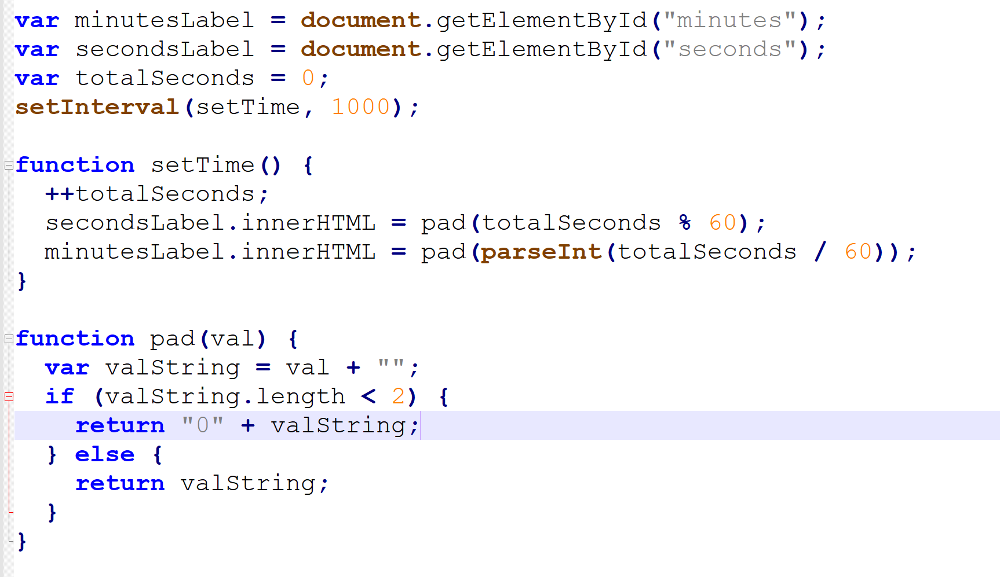 var minutesLabel = document.getElementById("minutes");
var secondsLabel = document.getElementById("seconds");
var totalSeconds = 0;
setInterval(setTime, 1000);
function setTime() {
  ++totalSeconds;
  secondsLabel.innerHTML = pad(totalSeconds % 60);
  minutesLabel.innerHTML = pad(parseInt(totalSeconds / 60));
}
function pad(val) {
  var valString = val + "";
  if (valString.length < 2) {
    return "0" + valString;
  } else {
    return valString;
  }
}